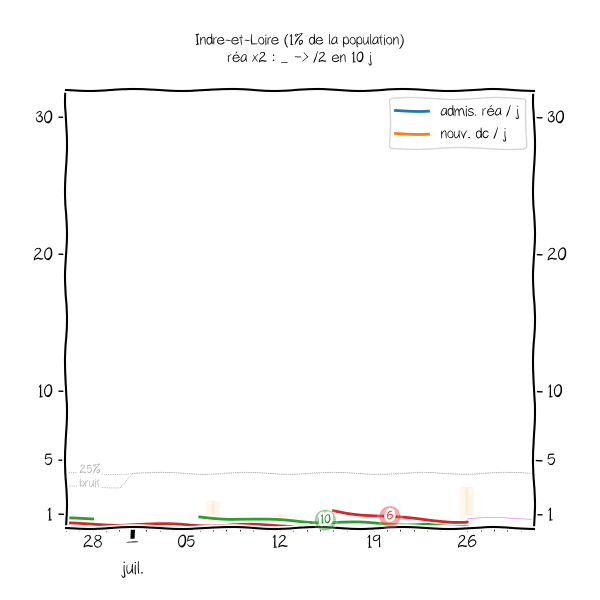 Indre-et-Loire (1% de la population)
réa x2 : _ -> /2 en 10 j
admis. réa / j
nouv. dc / j
30 30
20 20
10 10
5 5
25%
bruit
1 1
10 6
28 05 12 19 26
juil.